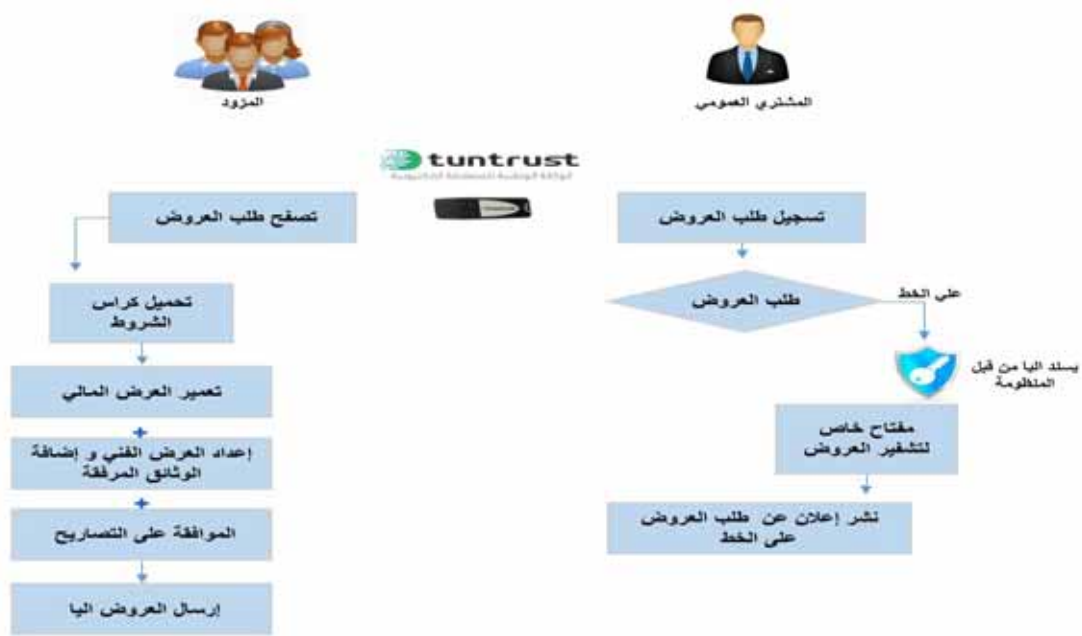 المشتري العمومي
المزود
tuntrust
الوكالة الوطنية للمصادقة الإلكترونية
تسجيل طلب العروض
طلب العروض
على الخط
يسند اليا من قبل
المنظومة
مفتاح خاص
لتشفير العروض
نشر إعلان عن طلب العروض
على الخط
تصفح طلب العروض
تحميل كراس
الشروط
تعمير العرض المالي
+
إعداد العرض الفني و إضافة
الوثائق المرفقة
+
الموافقة على التصاريح
إرسال العروض اليا